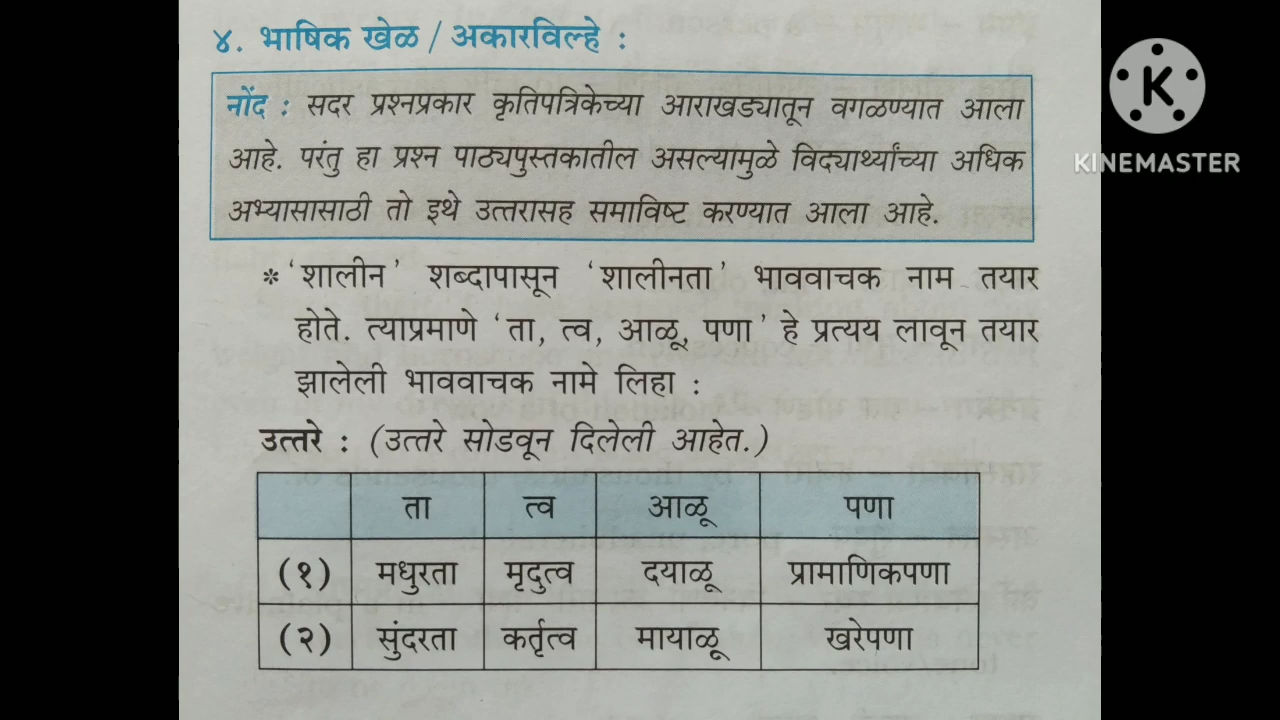 ४. भाषिक खेळ / अकारविल्हे :
नोंद : सदर प्रश्नप्रकार कृतिपत्रिकेच्या आराखड्यातून वगळण्यात आला
आहे. परंतु हा प्रश्न पाठ्यपुस्तकातील असल्यामुळे विद्यार्थ्यांच्या अधिक
अभ्यासासाठी तो इथे उत्तरासह समाविष्ट करण्यात आला आहे.
* 'शालीन' शब्दापासून 'शालीनता' भाववाचक नाम तयार
होते. त्याप्रमाणे 'ता, त्व, आळू, पणा' हे प्रत्यय लावून तयार
झालेली भाववाचक नामे लिहा :
उत्तरे : (उत्तरे सोडवून दिलेली आहेत.)
ता त्व आळू पणा
(१) मधुरता मृदुत्व दयाळू प्रामाणिकपणा
(२) सुंदरता कर्तृत्व मायाळू खरेपणा
K
KINEMASTER